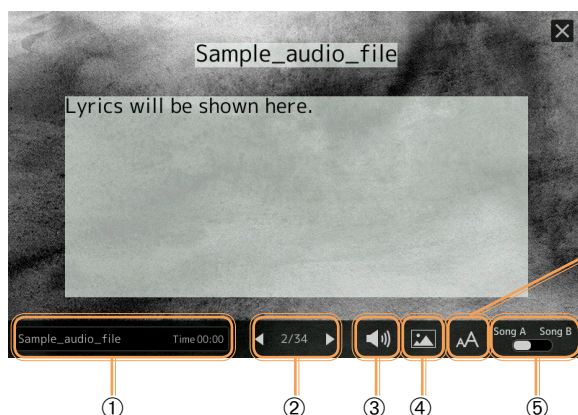 Sample_audio_file
Lyrics will be shown here.
Sample_audio_file Time 00:00 2/34 AA Song A Song B
① ② ③ ④ ⑤